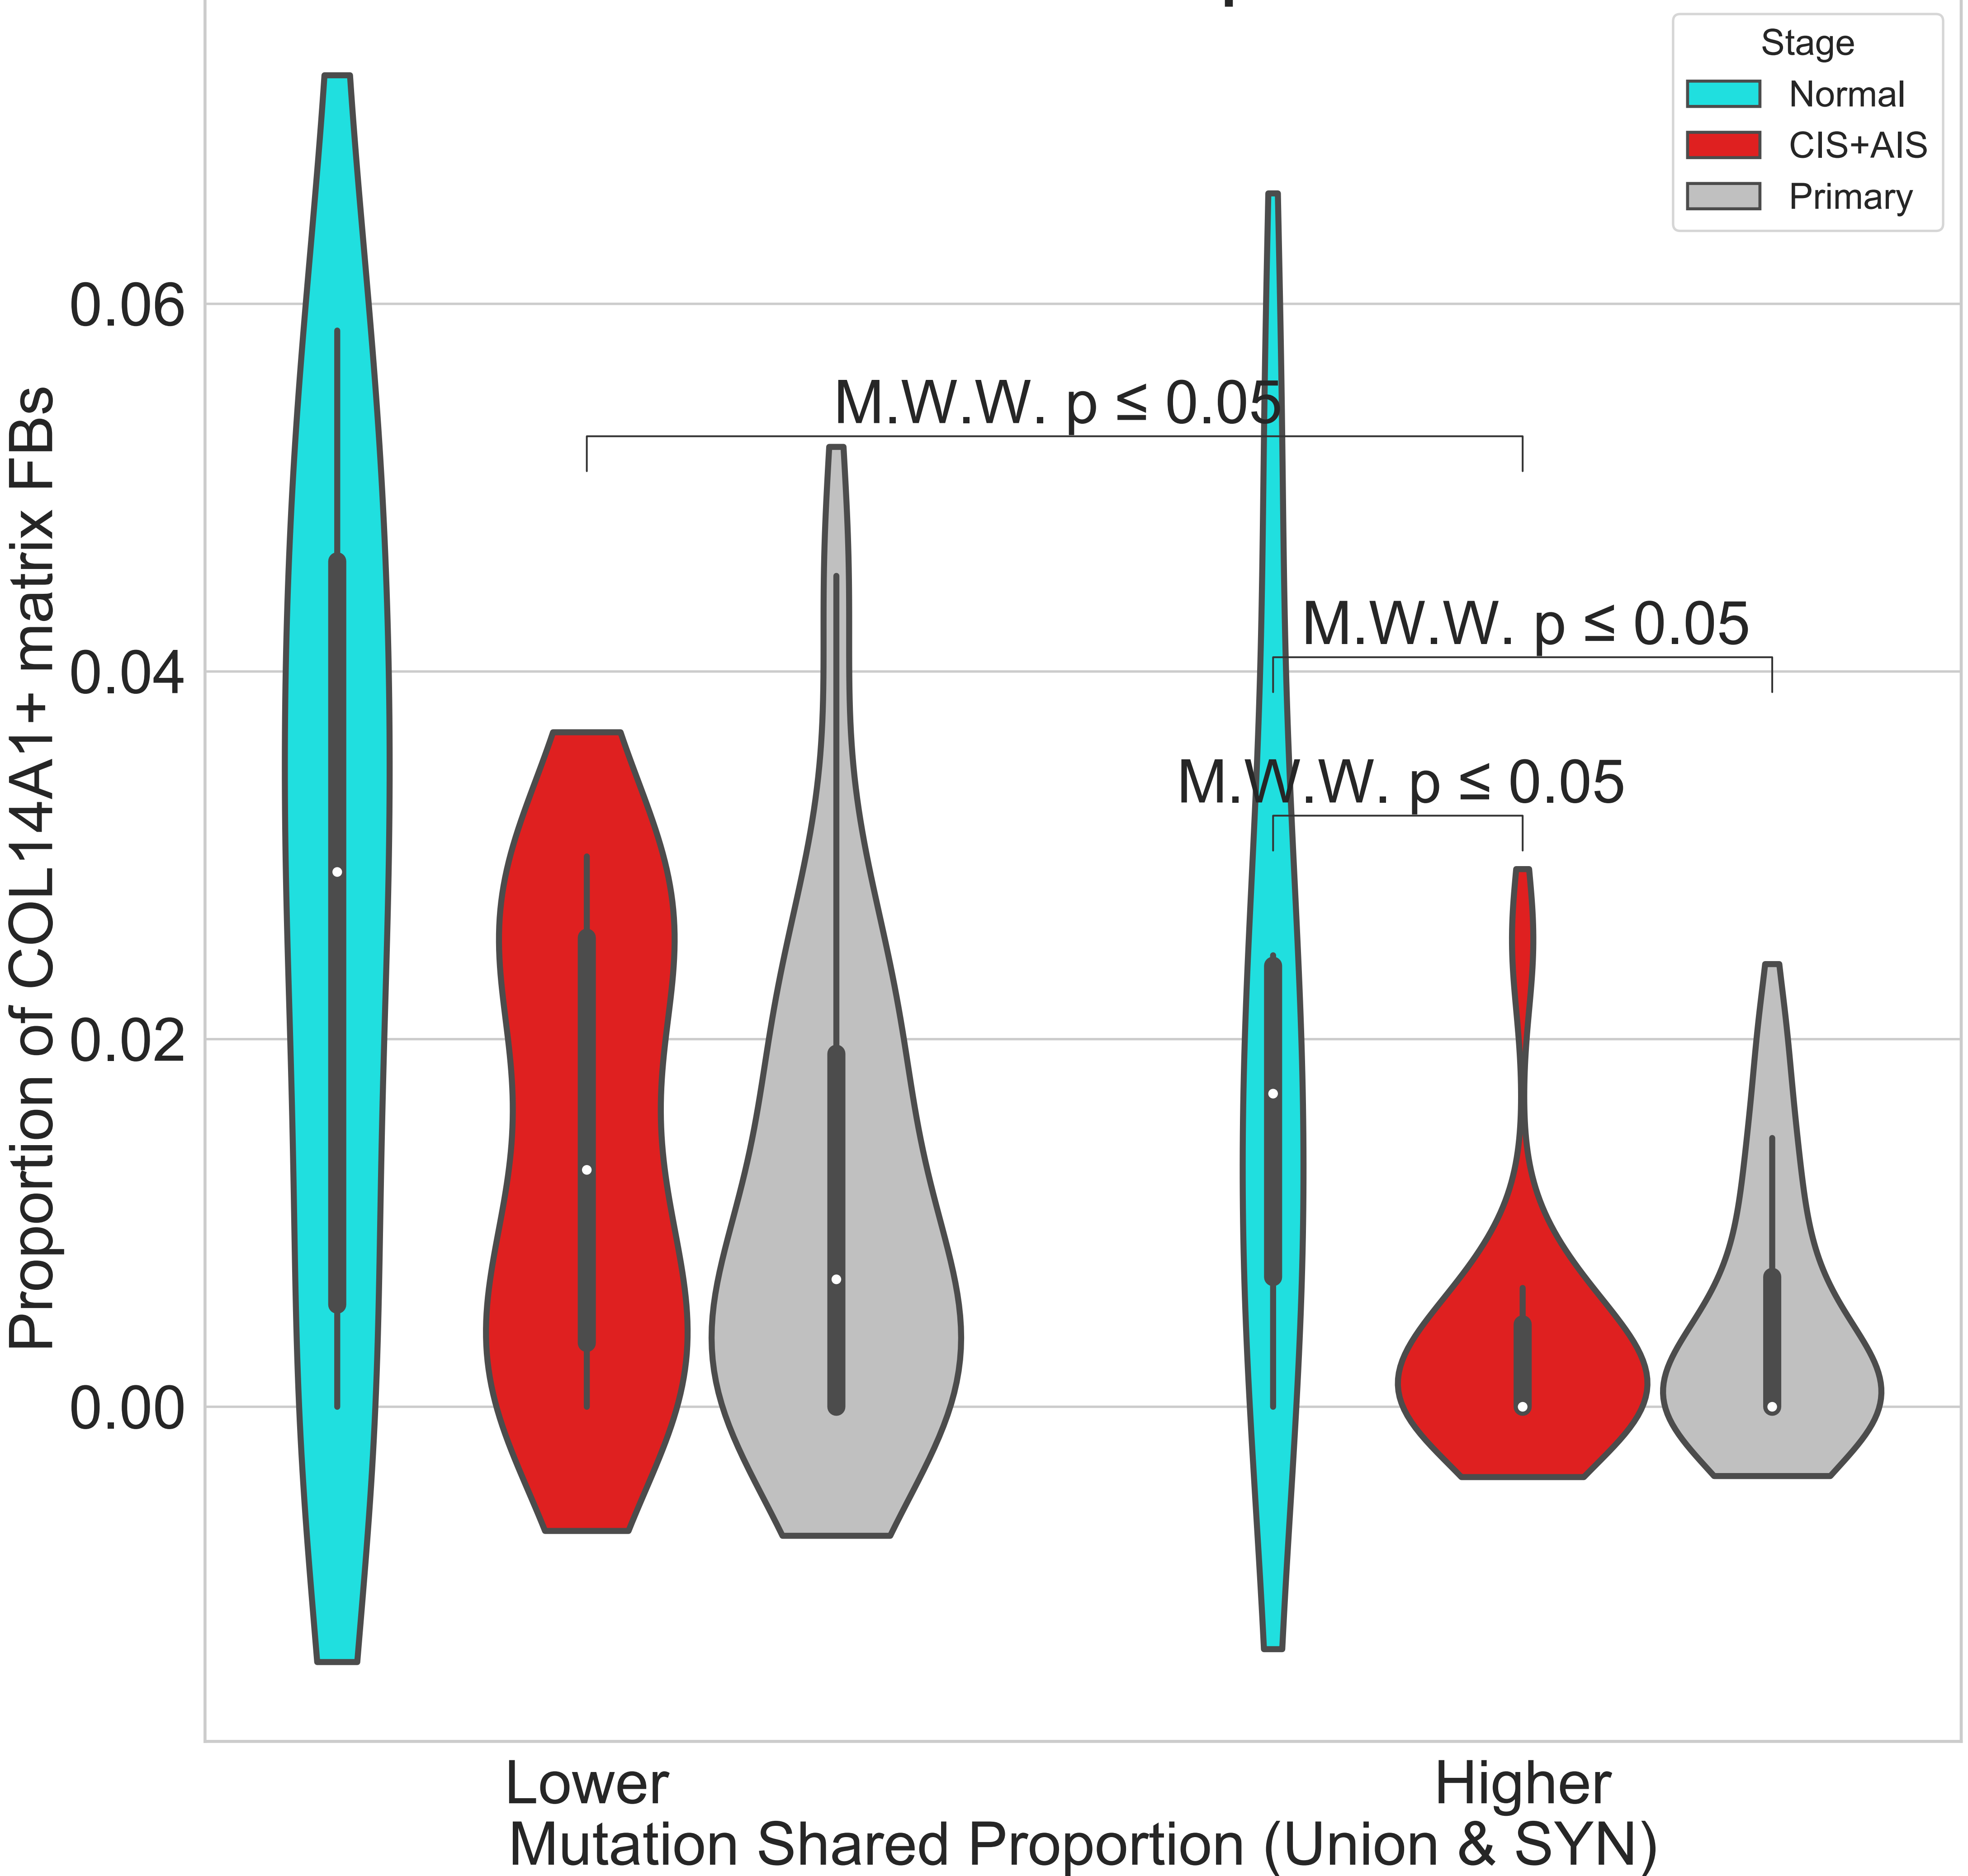 Stage
Normal
CIS+AIS
Primary
Proportion of COL14A1+ matrix FBs
0.06
0.04
0.02
0.00
M.W.W. p ≤ 0.05
M.W.W. p ≤ 0.05
M.W.W. p ≤ 0.05
Lower
Higher
Mutation Shared Proportion (Union & SYN)